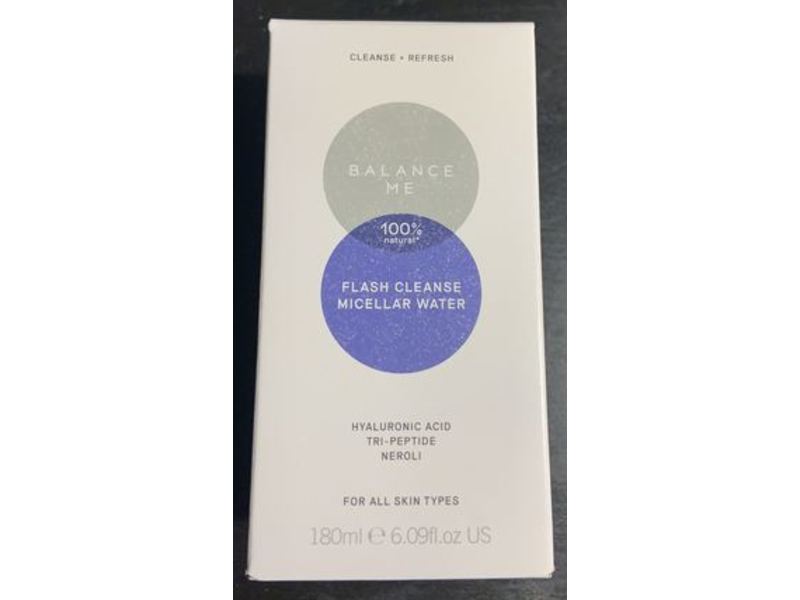 CLEANSE + REFRESH
BALANCE
ME
100%
natural*
FLASH CLEANSE
MICELLAR WATER
HYALURONIC ACID
TRI-PEPTIDE
NEROLI
FOR ALL SKIN TYPES
180ml ℮ 6.09fl.oz US